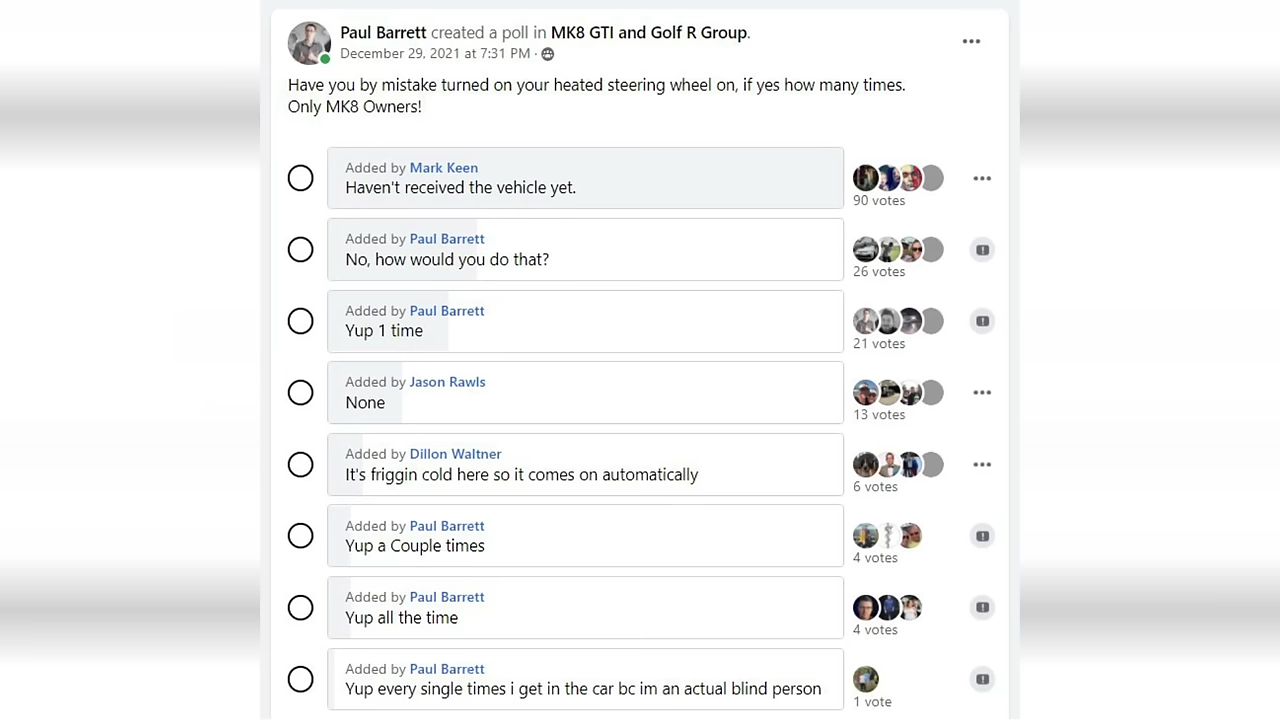 Paul Barrett created a poll in MK8 GTI and Golf R Group.
December 29, 2021 at 7:31 PM ·
Have you by mistake turned on your heated steering wheel on, if yes how many times.
Only MK8 Owners!
Added by Mark Keen
Haven't received the vehicle yet.
90 votes
Added by Paul Barrett
No, how would you do that?
26 votes
Added by Paul Barrett
Yup 1 time
21 votes
Added by Jason Rawls
None
13 votes
Added by Dillon Waltner
It's friggin cold here so it comes on automatically
6 votes
Added by Paul Barrett
Yup a Couple times
4 votes
Added by Paul Barrett
Yup all the time
4 votes
Added by Paul Barrett
Yup every single times i get in the car bc im an actual blind person
1 vote